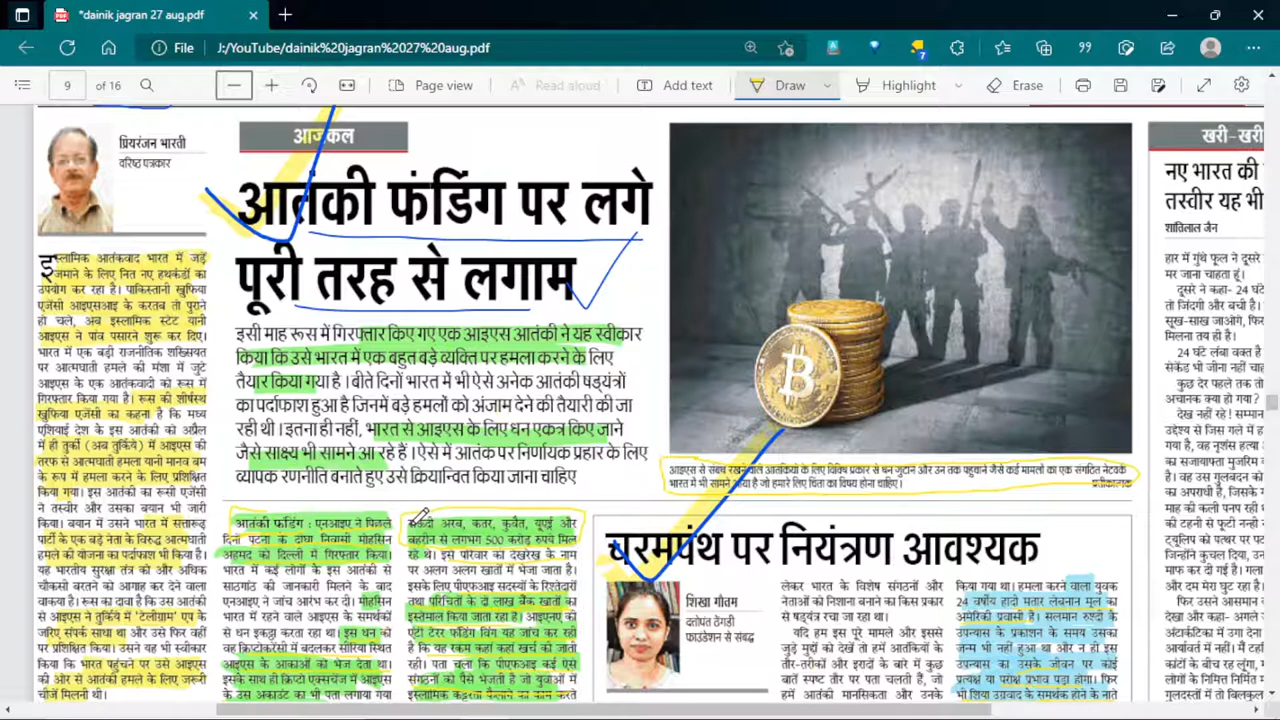 *dainik jagran 27 aug.pdf
File
J:/YouTube/dainik%20jagran%2027%20aug.pdf
7
9
of 16
Page view
Read aloud
Add text
Draw
Highlight
Erase
प्रियरंजन भारती
वरिष्ठ पत्रकार
इस्लामिक आतंकवाद भारत में जड़ें
जमाने के लिए नित नए हथकंडों का
उपयोग कर रहा है। पाकिस्तानी खुफिया
एजेंसी आइएसआइ के करतब तो पुराने
हो चले, अब इस्लामिक स्टेट यानी
आइएस ने पांव पसारने शुरू कर दिए।
भारत में एक बड़ी राजनीतिक शख्सियत
पर आत्मघाती हमले की मंशा में जुटे
आइएस के एक आतंकवादी को रूस में
गिरफ्तार किया गया है। रूस की शीर्षस्थ
खुफिया एजेंसी का कहना है कि मध्य
एशियाई देश के इस आतंकी को अप्रैल
में ही तुर्की (अब तुर्किये) में आइएस की
तरफ से आत्मघाती हमला यानी मानव बम
के रूप में हमला करने के लिए प्रशिक्षित
किया गया। इस आतंकी का रूसी एजेंसी
ने तस्वीर और उसका बयान भी जारी
किया। बयान में उसने भारत में सत्तारूढ़
पार्टी के एक बड़े नेता के विरुद्ध आत्मघाती
हमले की योजना का पर्दाफाश भी किया है।
यह भारतीय सुरक्षा तंत्र को और अधिक
चौकसी बरतने को आगाह कर देने वाला
वाकया है। रूस का दावा है कि उस आतंकी
से आइएस ने तुर्किये में 'टेलीग्राम' एप के
जरिए संपर्क साधा था और उसे फिर वहीं
पर प्रशिक्षित किया। उसने यह भी स्वीकार
किया कि भारत पहुंचने पर उसे आइएस
की ओर से आतंकी हमले के लिए जरूरी
चीजें मिलनी थीं।
आजकल
आतंकी फंडिंग पर लगे
पूरी तरह से लगाम
इसी माह रूस में गिरफ्तार किए गए एक आइएस आतंकी ने यह स्वीकार
किया कि उसे भारत में एक बहुत बड़े व्यक्ति पर हमला करने के लिए
तैयार किया गया है। बीते दिनों भारत में भी ऐसे अनेक आतंकी षड्यंत्रों
का पर्दाफाश हुआ है जिनमें बड़े हमलों को अंजाम देने की तैयारी की जा
रही थी। इतना ही नहीं, भारत से आइएस के लिए धन एकत्र किए जाने
जैसे साक्ष्य भी सामने आ रहे हैं। ऐसे में आतंक पर निर्णायक प्रहार के लिए
व्यापक रणनीति बनाते हुए उसे क्रियान्वित किया जाना चाहिए
आइएस से संबंध रखने वाले आतंकियों के लिए विविध प्रकार से धन जुटाने और उन तक पहुंचाने जैसे कई मामलों का एक संगठित नेटवर्क
भारत में भी सामने आया है जो हमारे लिए चिंता का विषय होना चाहिए। प्रतीकात्मक
आतंकी फंडिंग : एनआइए ने पिछले
दिनों पटना के दीघा निवासी मोहसिन
अहमद को दिल्ली में गिरफ्तार किया।
भारत में कई लोगों के इस आतंकी से
सांठगांठ की जानकारी मिलने के बाद
एनआइए ने जांच आरंभ कर दी। मोहसिन
भारत में रहने वाले आइएस के समर्थकों
से धन इकट्ठा करता रहा था। इस धन को
वह क्रिप्टोकरेंसी में बदलकर सीरिया स्थित
आइएस के आकाओं को भेज देता था।
इसके साथ ही क्रिप्टो एक्सचेंज में आइएस
के उस अकाउंट का भी पता लगाया गया
सऊदी अरब, कतर, कुवैत, यूएई और
बहरीन से लगभग 500 करोड़ रुपये मिल
रहे थे। इस परिवार की देखरेख के नाम
पर अलग अलग खातों में भेजा जाता है।
इसके लिए पीएफआइ सदस्यों के रिश्तेदारों
तथा परिचितों के दो लाख बैंक खातों का
इस्तेमाल किया जाता रहा है। आइएनए की
एंटी टेरर फंडिंग विंग यह जांच कर रही
है कि यह रकम कहां कहां खर्च की जाती
रही। पता चला कि पीएफआइ कई ऐसे
संगठनों को पैसे भेजती है जो युवाओं में
इस्लामिक कट्टरता फैलाने का काम करते
चरमपंथ पर नियंत्रण आवश्यक
शिखा गौतम
दत्तोपंत ठेंगड़ी
फाउंडेशन से संबद्ध
लेकर भारत के विशेष संगठनों और
नेताओं को निशाना बनाने का किस प्रकार
से षड्यंत्र रचा जा रहा था।
यदि हम इस पूरे मामले और इससे
जुड़े मुद्दों को देखें तो हमें आतंकियों के
तौर-तरीकों और इरादों के बारे में कुछ
बातें स्पष्ट तौर पर पता चलती हैं, जो
हमें आतंकी मानसिकता और उनके
किया गया था। हमला करने वाला युवक
24 वर्षीय हादी मतार लेबनान मूल का
अमेरिकी प्रवासी है। सलमान रुश्दी के
उपन्यास के प्रकाशन के समय उसका
जन्म भी नहीं हुआ था और न ही इस
उपन्यास का उसके जीवन पर कोई
प्रत्यक्ष या परोक्ष प्रभाव पड़ा होगा। फिर
भी शिया उग्रवाद के समर्थक होने के नाते
खरी-खरी
नए भारत की
तस्वीर यह भी
शांतिलाल जैन
हार में गुंथे फूल ने दूसरे
मर जाना चाहता हूं।
दूसरे ने कहा- 24 घंटे
तो जिंदगी और बची है।
सुख-साख जाओगे, फिर
मिलना तय ही है।
24 घंटे लंबा वक्त है
सेकेंड भी जीना नहीं चाह
कुछ देर पहले तक तो
अचानक क्या हो गया?
देख नहीं रहे! सम्मान
उद्देश्य से जिस गले में ह
गया है, वह नृशंस हत्या
का सजायाफ्ता मुजरिम
है। वह उस गुलबदन की
का अपराधी है, जिसके
माह की कली पनप रही
की टहनी से फूटी नन्ही
ट्यूलिप को पत्थर पर प
जिन्होंने कुचल दिया, उन
माफ कर दी गई है। गला
और दम मेरा घुट रहा है।
फिर उसने आसमान
देखा और कहा- अगले
अंटार्कटिका में उगा देना
आर्यावर्त में नहीं। मैं टह
कांटों के बीच रह लूंगा,
लोगों के निमित्त निर्मित
गुलदस्तों में तो बिलकुल